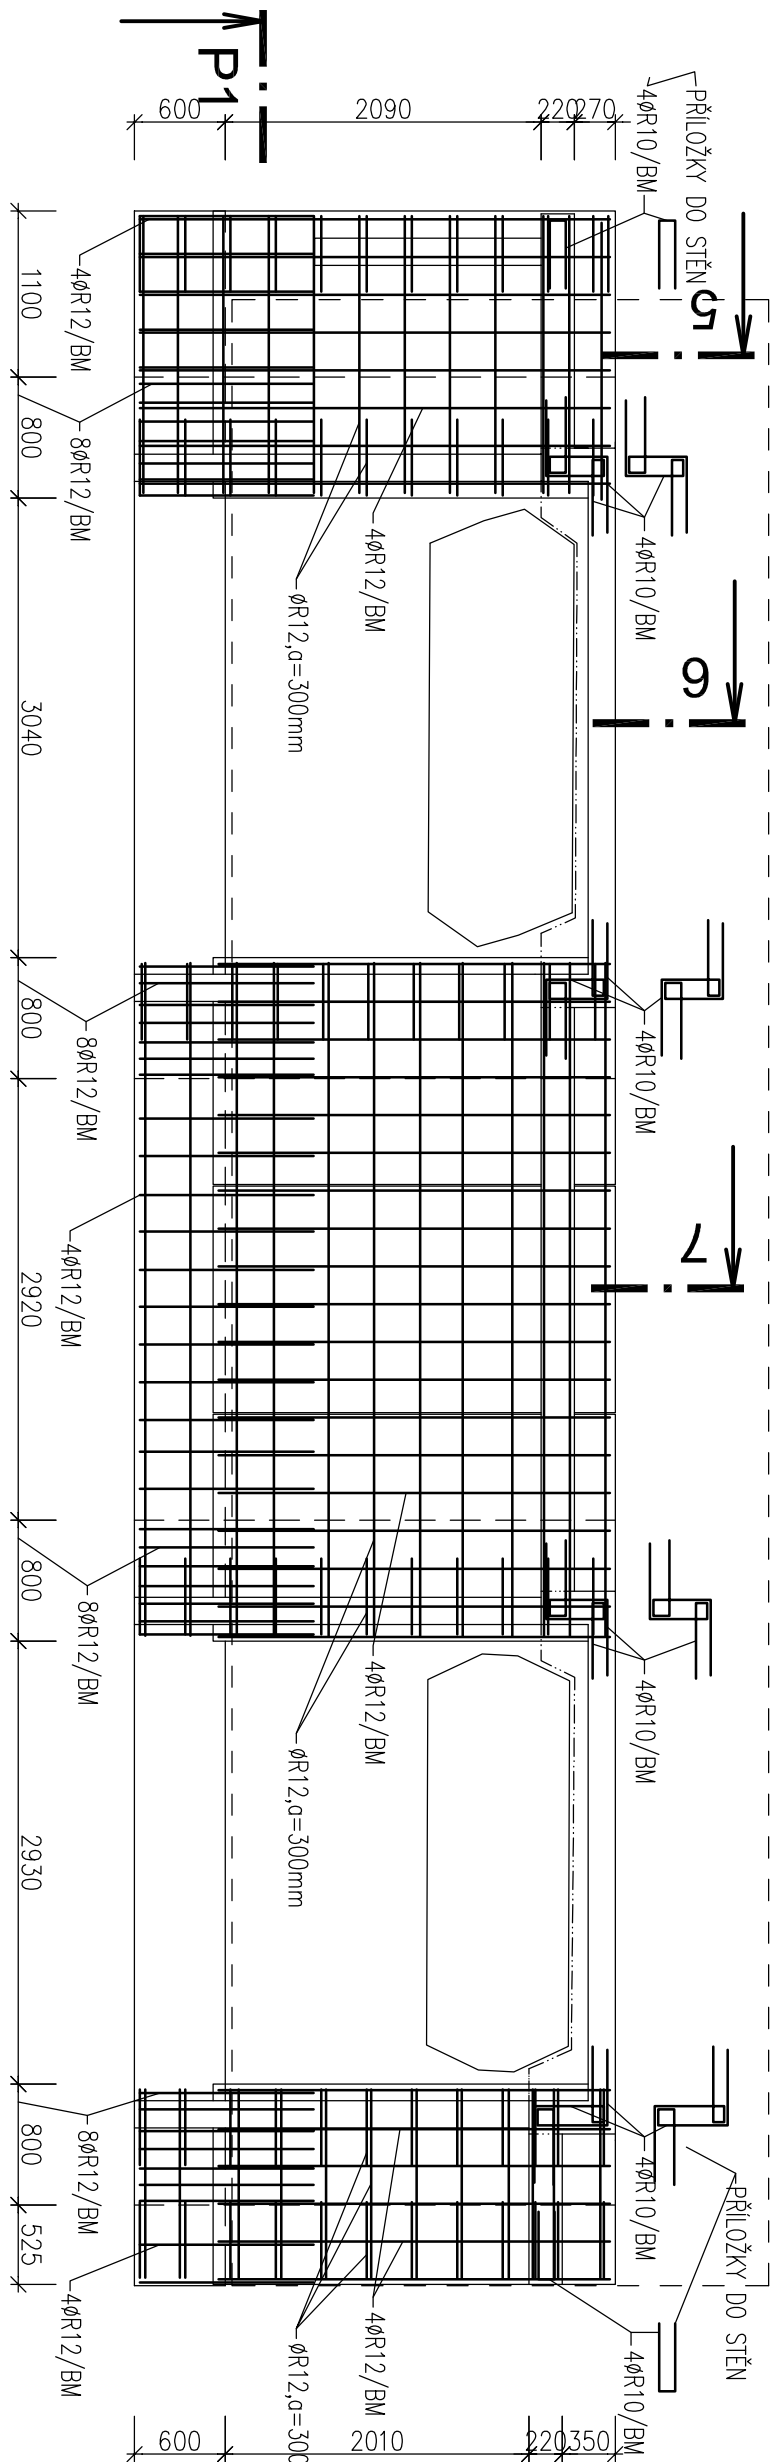 P1
600
2090
220
270
PŘÍLOŽKY DO STĚN
4øR10/BM
5
1100
4øR12/BM
800
8øR12/BM
4øR12/BM
øR12,a=300mm
4øR10/BM
6
3040
800
8øR12/BM
4øR10/BM
7
4øR12/BM
2920
800
8øR12/BM
4øR12/BM
øR12,a=300mm
4øR10/BM
2930
800
8øR12/BM
4øR10/BM
PŘÍLOŽKY DO STĚN
525
4øR12/BM
4øR12/BM
øR12,a=300
4øR10/BM
600
2010
220
350